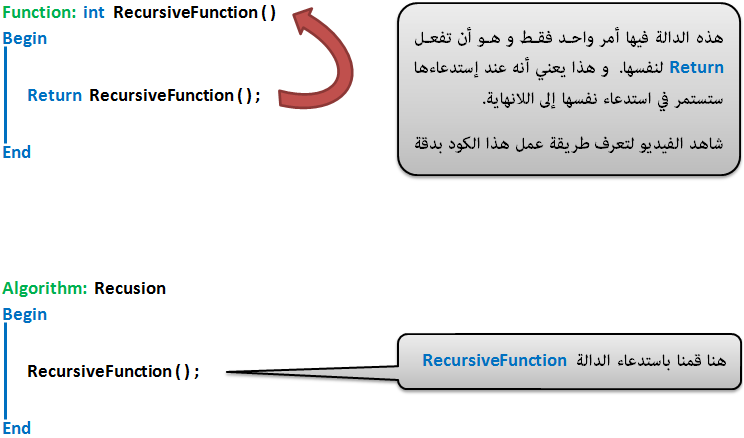 Function: int RecursiveFunction()
Begin
Return RecursiveFunction();
End
هذه الدالة فيها أمر واحد فقط و هو أن تفعل
Return لنفسها. و هذا يعني أنه عند إستدعاءها
ستستمر في استدعاء نفسها إلى اللانهاية.
شاهد الفيديو لتعرف طريقة عمل هذا الكود بدقة
Algorithm: Recusion
Begin
RecursiveFunction();
End
هنا قمنا باستدعاء الدالة RecursiveFunction